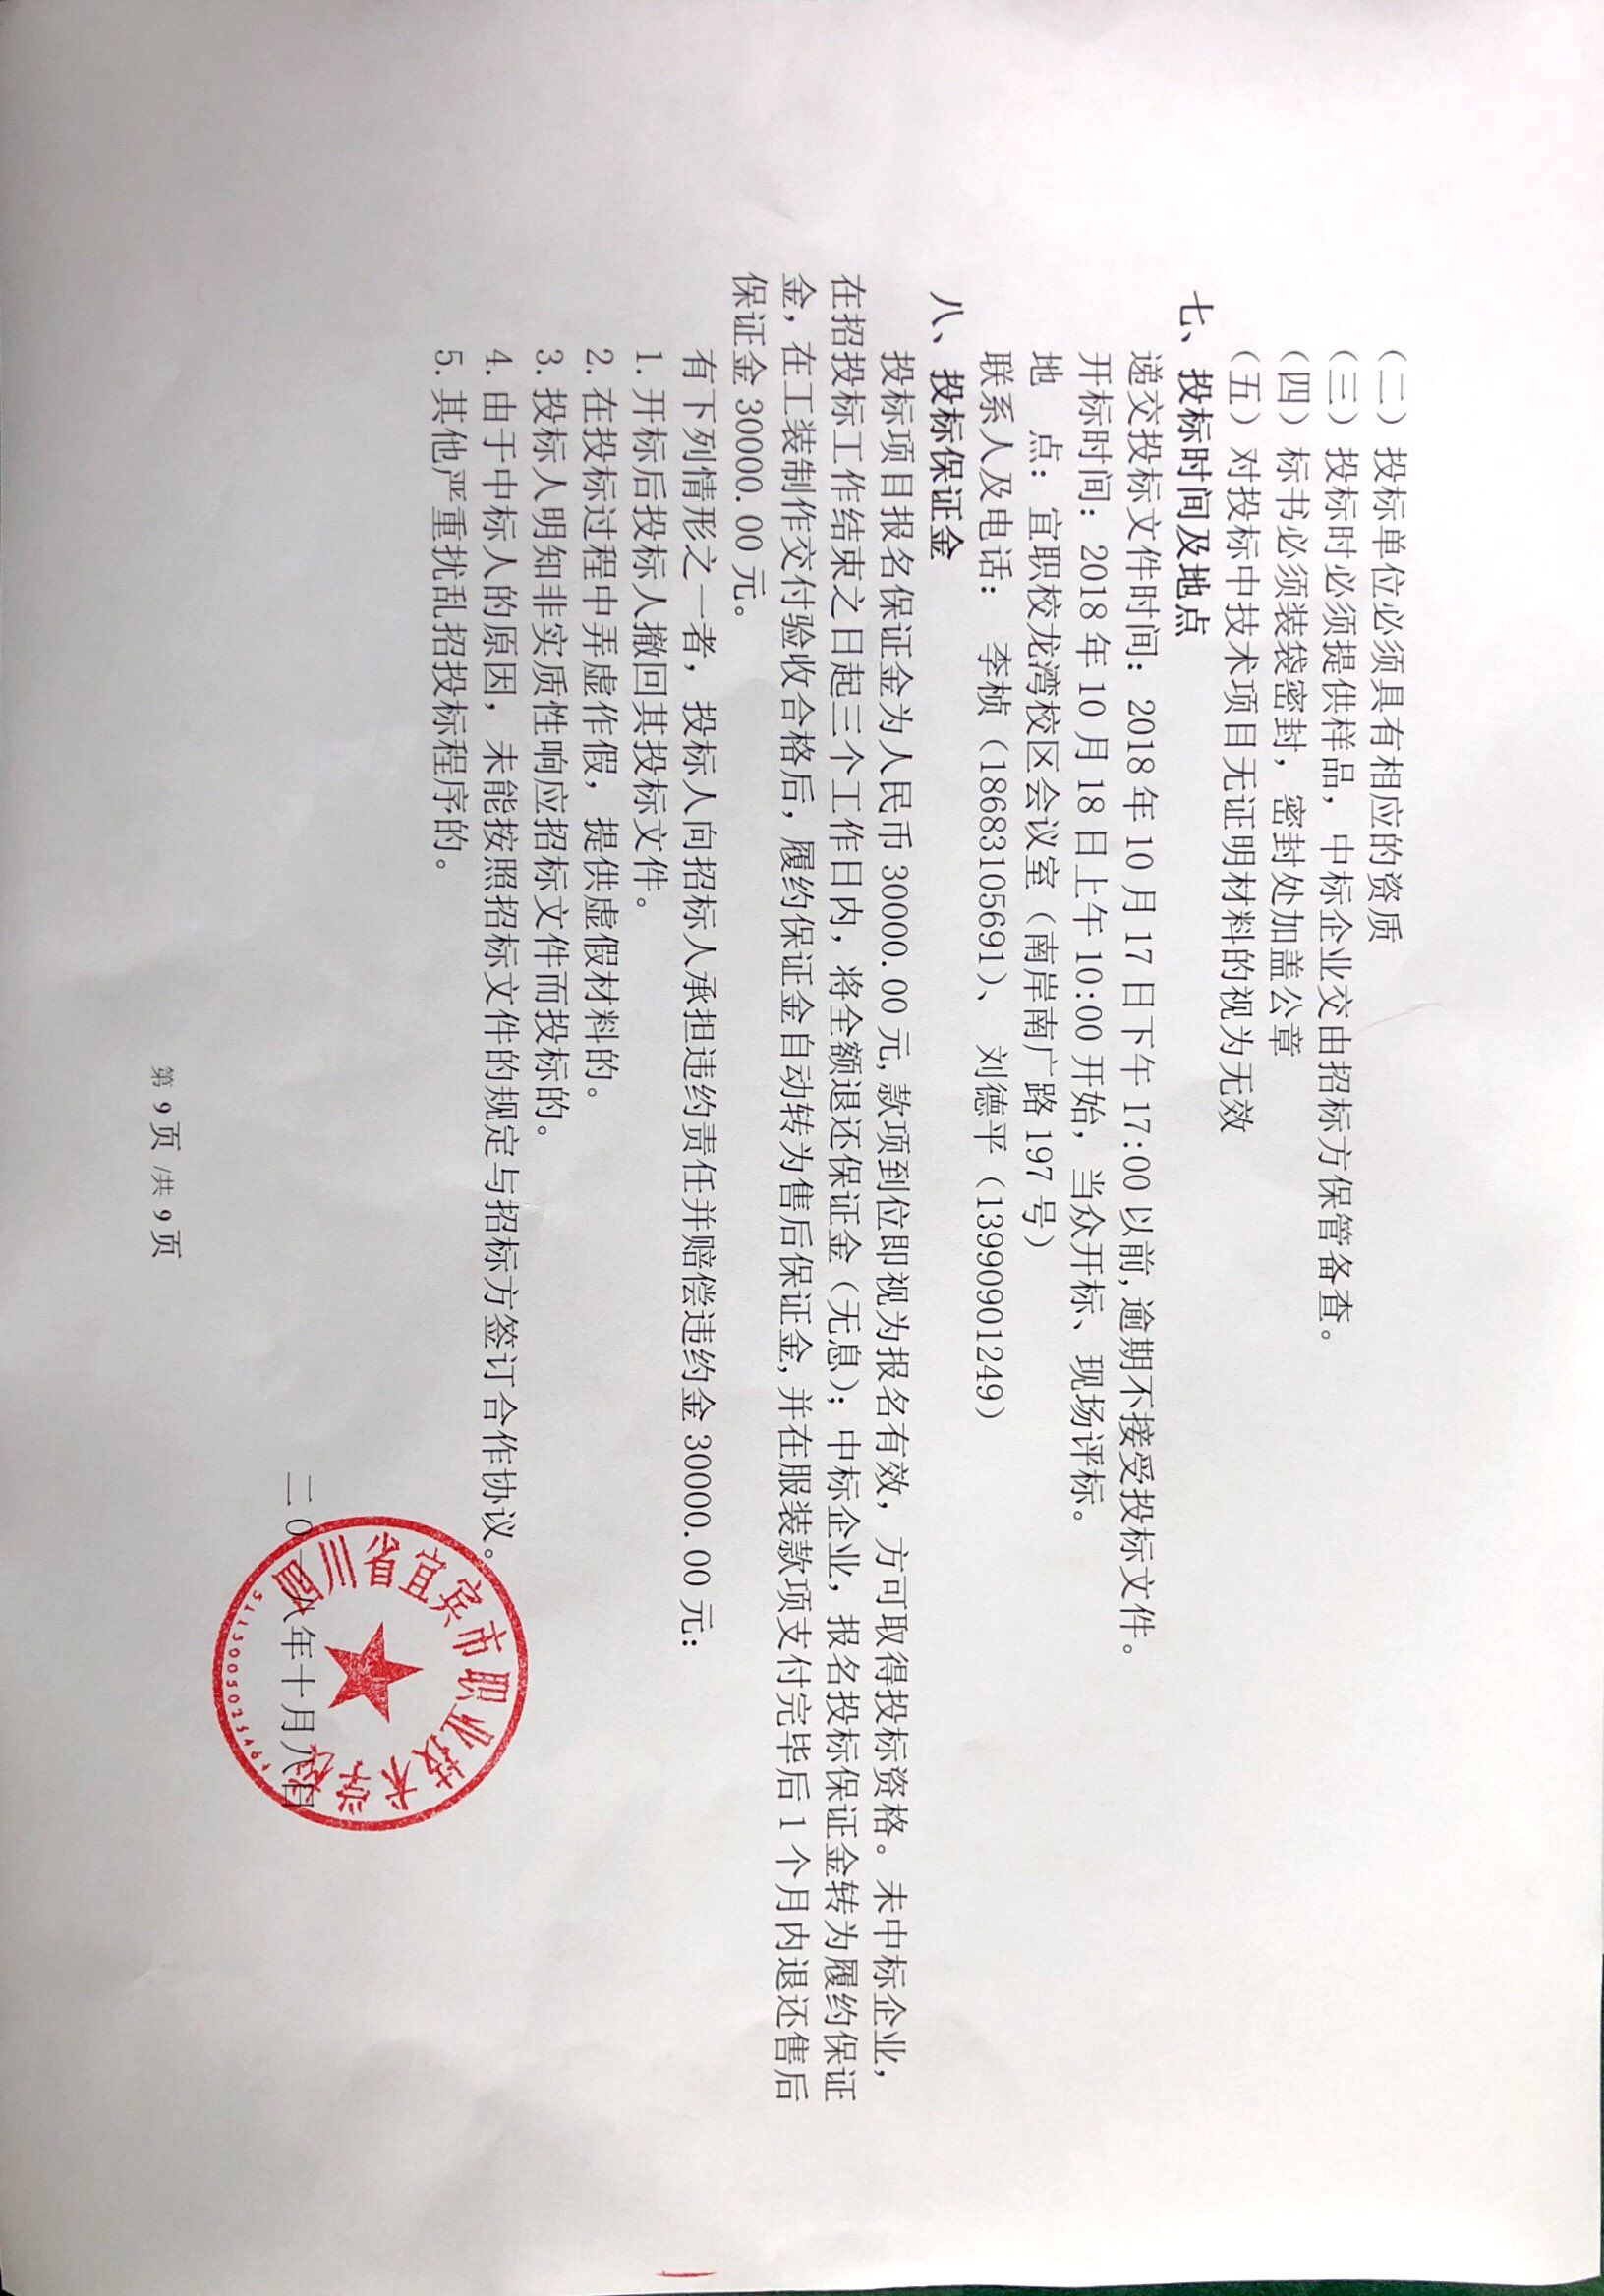 （二）投标单位必须具有相应的资质
（三）投标时必须提供样品，中标企业交由招标方保管备查。
（四）标书必须装袋密封，密封处加盖公章
（五）对投标中技术项目无证明材料的视为无效
七、投标时间及地点
递交投标文件时间：2018年10月17日下午17:00以前,逾期不接受投标文件。
开标时间：2018年10月18日上午10:00开始，当众开标、现场评标。
地　点：宜职校龙湾校区会议室（南岸南广路197号）
联系人及电话：　李桢（18683105691）、　刘德平（13990901249）
八、投标保证金
投标项目报名保证金为人民币30000.00元,款项到位即视为报名有效，方可取得投标资格。未中标企业，
在招投标工作结束之日起三个工作日内，将全额退还保证金（无息）；中标企业，报名投标保证金转为履约保证
金，在工装制作交付验收合格后，履约保证金自动转为售后保证金,并在服装款项支付完毕后1个月内退还售后
保证金30000.00元。
有下列情形之一者，投标人向招标人承担违约责任并赔偿违约金30000.00元：
1.开标后投标人撤回其投标文件。
2.在投标过程中弄虚作假，提供虚假材料的。
3.投标人明知非实质性响应招标文件而投标的。
4.由于中标人的原因，未能按照招标文件的规定与招标方签订合作协议。
5.其他严重扰乱招投标程序的。
四川省宜宾市职业技术学校
二0一八年十月八日
第9页/共9页